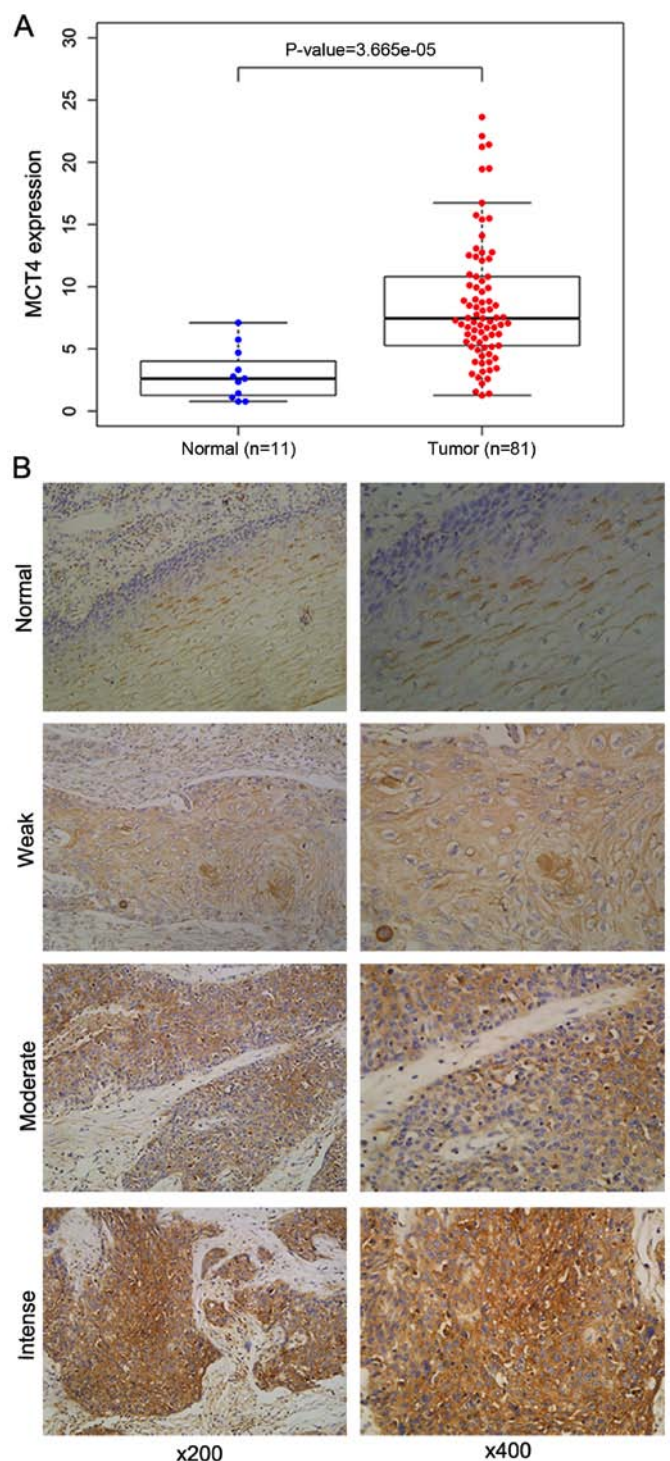 A
P-value=3.665e-05
MCT4 expression
30
25
20
15
10
5
0
Normal (n=11) Tumor (n=81)
B
Normal
Weak
Moderate
Intense
x200 x400